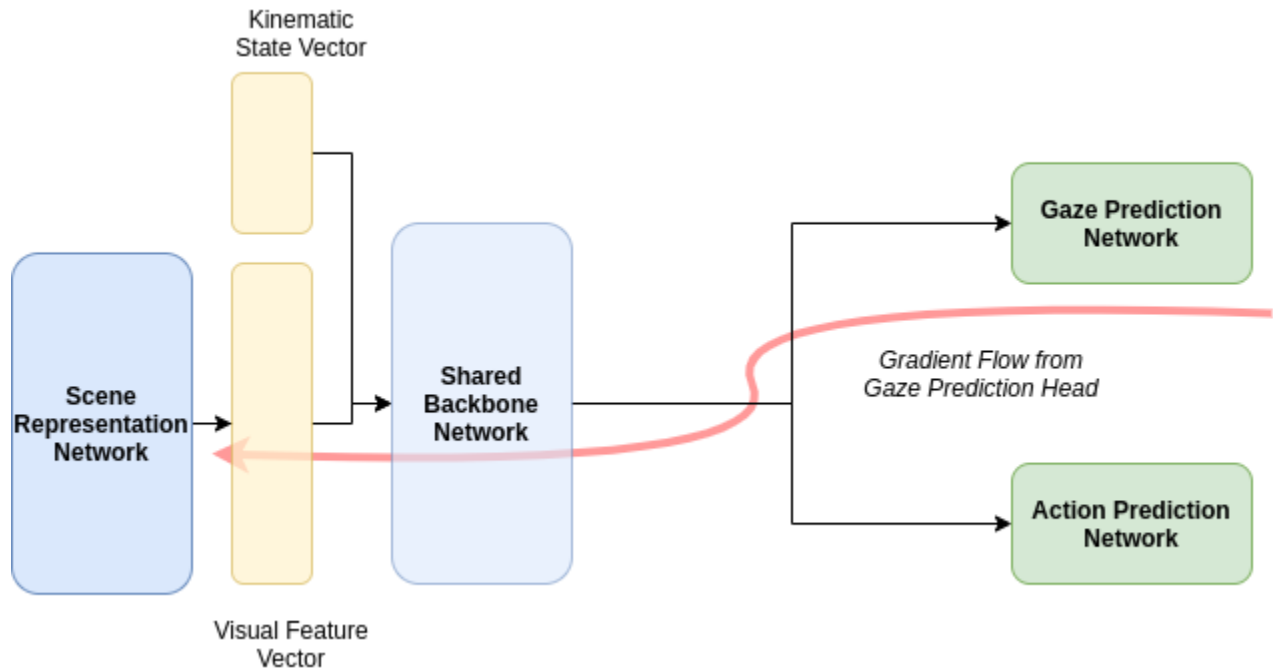 Kinematic
State Vector
Scene
Representation
Network
Shared
Backbone
Network
Gaze Prediction
Network
Gradient Flow from
Gaze Prediction Head
Action Prediction
Network
Visual Feature
Vector